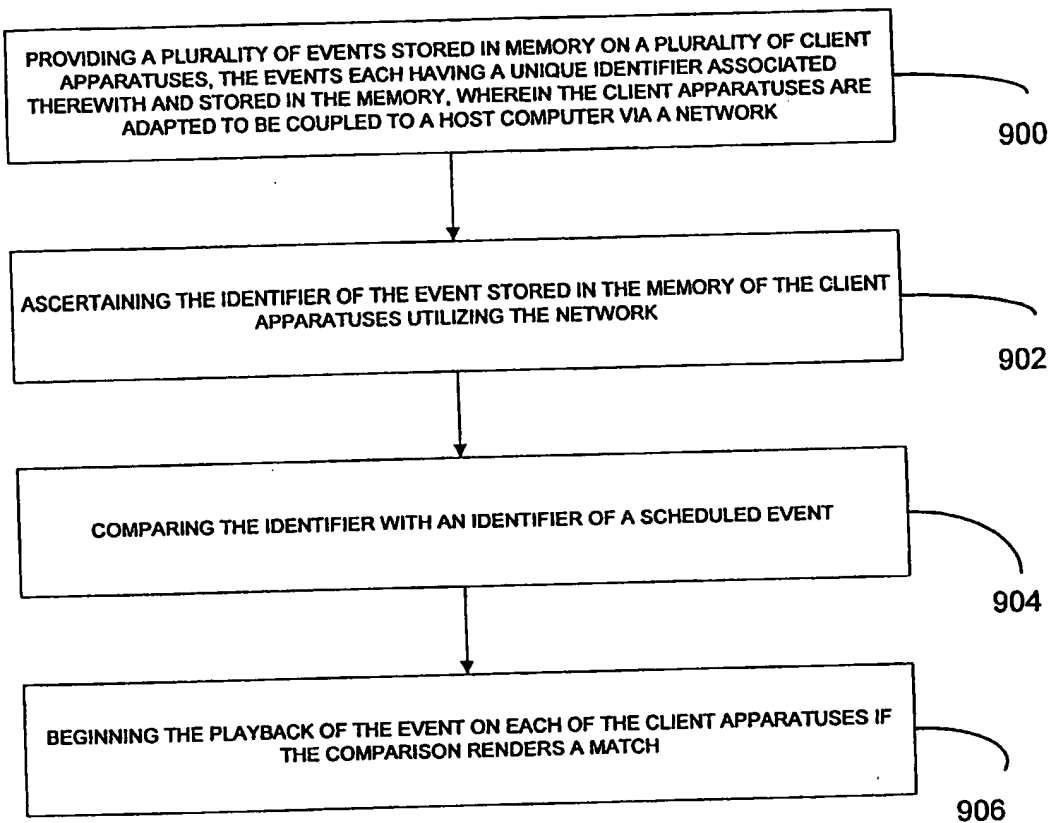 PROVIDING A PLURALITY OF EVENTS STORED IN MEMORY ON A PLURALITY OF CLIENT
APPARATUSES, THE EVENTS EACH HAVING A UNIQUE IDENTIFIER ASSOCIATED
THEREWITH AND STORED IN THE MEMORY, WHEREIN THE CLIENT APPARATUSES ARE
ADAPTED TO BE COUPLED TO A HOST COMPUTER VIA A NETWORK
900
ASCERTAINING THE IDENTIFIER OF THE EVENT STORED IN THE MEMORY OF THE CLIENT
APPARATUSES UTILIZING THE NETWORK
902
COMPARING THE IDENTIFIER WITH AN IDENTIFIER OF A SCHEDULED EVENT
904
BEGINNING THE PLAYBACK OF THE EVENT ON EACH OF THE CLIENT APPARATUSES IF
THE COMPARISON RENDERS A MATCH
906